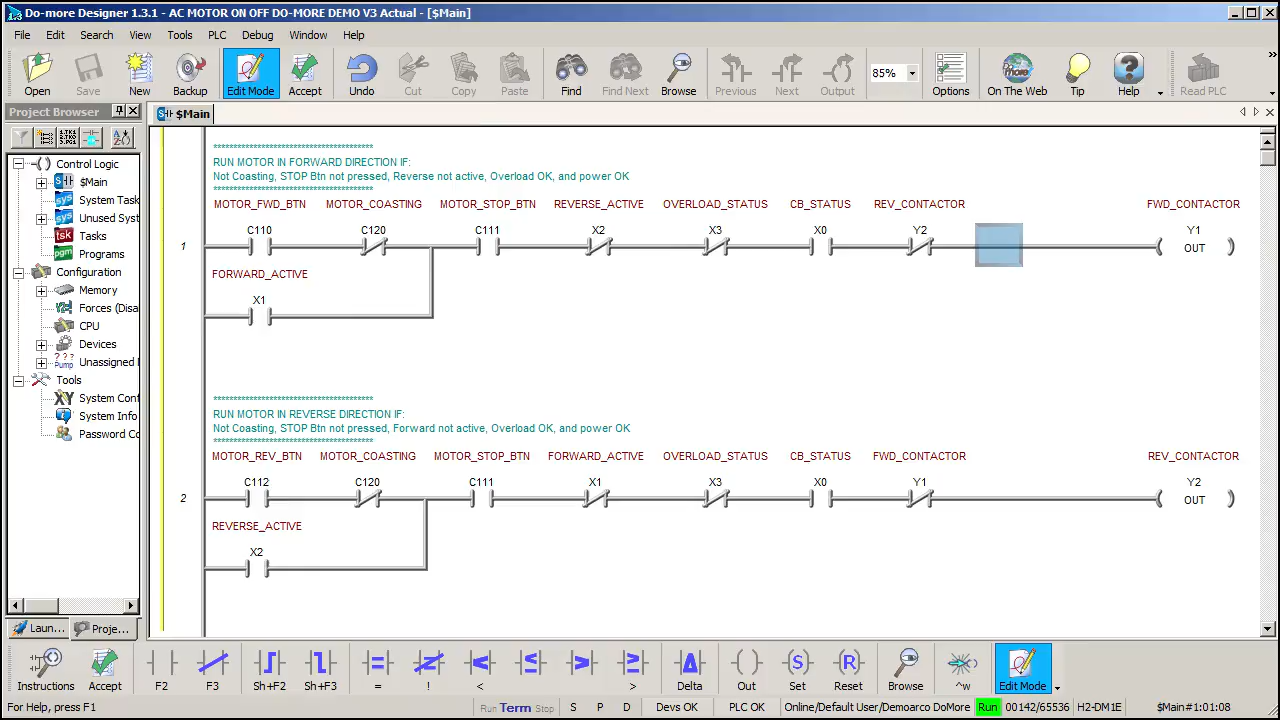 Do-more Designer 1.3.1 - AC MOTOR ON OFF DO-MORE DEMO V3 Actual - [$Main]
File Edit Search View Tools PLC Debug Window Help
Open Save New Backup Edit Mode Accept Undo Cut Copy Paste Find Find Next Browse Previous Next Output 85% Options On The Web Tip Help Read PLC
Project Browser
$Main
Control Logic
$Main
System Task
Unused Syst
Tasks
Programs
Configuration
Memory
Forces (Disa
CPU
Devices
Unassigned
Tools
System Conf
System Info
Password Co
Laun... Proje...
****************************************
RUN MOTOR IN FORWARD DIRECTION IF:
Not Coasting, STOP Btn not pressed, Reverse not active, Overload OK, and power OK
****************************************
MOTOR_FWD_BTN MOTOR_COASTING MOTOR_STOP_BTN REVERSE_ACTIVE OVERLOAD_STATUS CB_STATUS REV_CONTACTOR FWD_CONTACTOR
C110 C120 C111 X2 X3 X0 Y2 Y1
1 OUT
FORWARD_ACTIVE
X1
****************************************
RUN MOTOR IN REVERSE DIRECTION IF:
Not Coasting, STOP Btn not pressed, Forward not active, Overload OK, and power OK
****************************************
MOTOR_REV_BTN MOTOR_COASTING MOTOR_STOP_BTN FORWARD_ACTIVE OVERLOAD_STATUS CB_STATUS FWD_CONTACTOR REV_CONTACTOR
C112 C120 C111 X1 X3 X0 Y1 Y2
2 OUT
REVERSE_ACTIVE
X2
Instructions Accept F2 F3 Sh+F2 Sh+F3 = ! < > Delta Out Set Reset Browse ^w Edit Mode
For Help, press F1 Run Term Stop S P D Devs OK PLC OK Online/Default User/Demoarco DoMore Run 00142/65536 H2-DM1E $Main#1:01:08